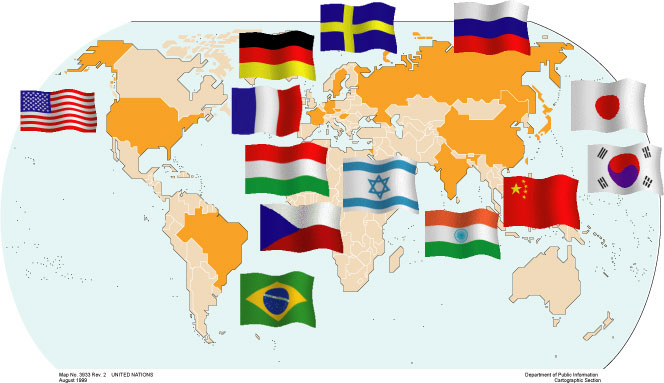 Map No. 3933 Rev. 2   UNITED NATIONS
August 1999
Department of Public Information
Cartographic Section